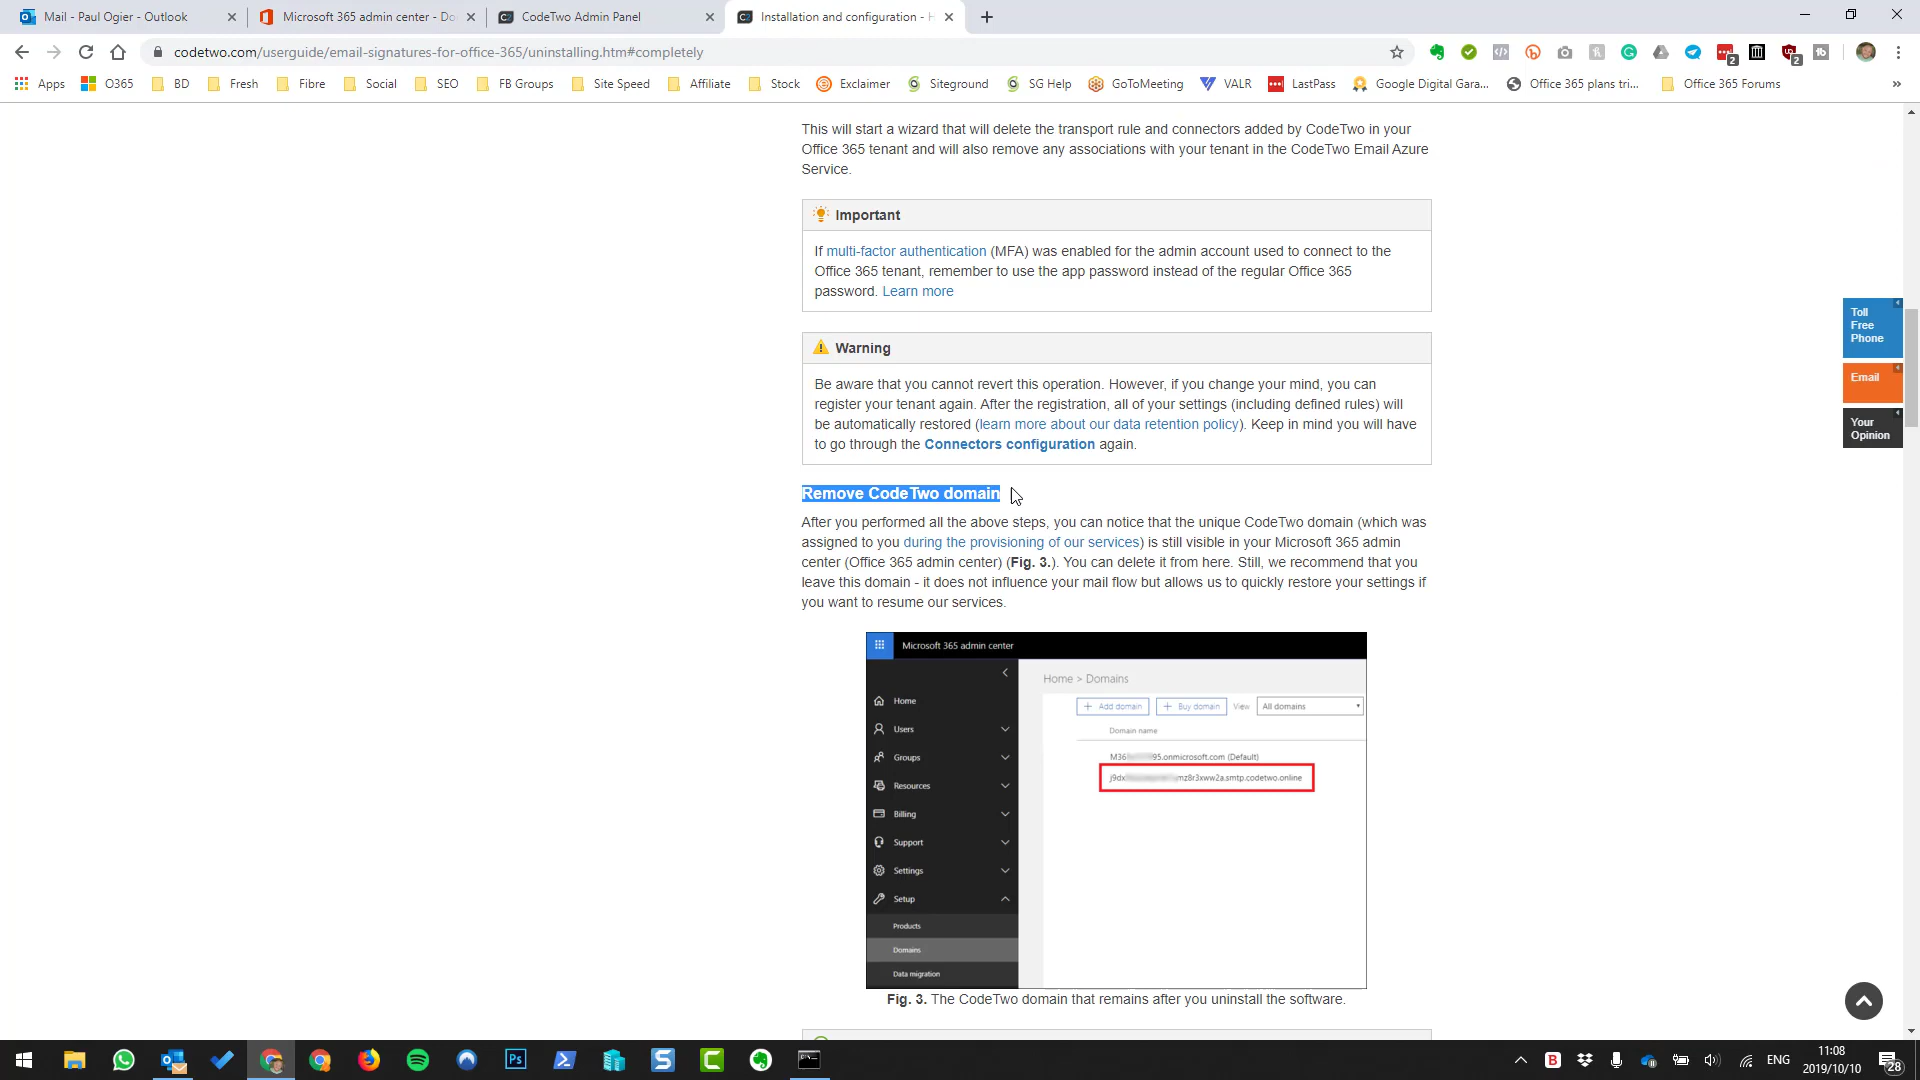 Mail - Paul Ogier - Outlook
Microsoft 365 admin center - Do
CodeTwo Admin Panel
Installation and configuration - H
codetwo.com/userguide/email-signatures-for-office-365/uninstalling.htm#completely
Apps
O365
BD
Fresh
Fibre
Social
SEO
FB Groups
Site Speed
Affiliate
Stock
Exclaimer
Siteground
SG Help
GoToMeeting
VALR
LastPass
Google Digital Gara...
Office 365 plans tri...
Office 365 Forums
This will start a wizard that will delete the transport rule and connectors added by CodeTwo in your
Office 365 tenant and will also remove any associations with your tenant in the CodeTwo Email Azure
Service.
Important
If multi-factor authentication (MFA) was enabled for the admin account used to connect to the
Office 365 tenant, remember to use the app password instead of the regular Office 365
password. Learn more
Toll
Free
Phone
Email
Your
Opinion
Warning
Be aware that you cannot revert this operation. However, if you change your mind, you can
register your tenant again. After the registration, all of your settings (including defined rules) will
be automatically restored (learn more about our data retention policy). Keep in mind you will have
to go through the Connectors configuration again.
Remove CodeTwo domain
After you performed all the above steps, you can notice that the unique CodeTwo domain (which was
assigned to you during the provisioning of our services) is still visible in your Microsoft 365 admin
center (Office 365 admin center) (Fig. 3.). You can delete it from here. Still, we recommend that you
leave this domain - it does not influence your mail flow but allows us to quickly restore your settings if
you want to resume our services.
Microsoft 365 admin center
Home > Domains
Home
Users
Groups
Resources
Billing
Support
Settings
Setup
Products
Domains
Data migration
+ Add domain
+ Buy domain
View
All domains
Domain name
M36 95.onmicrosoft.com (Default)
j9dx mz8r3xww2a.smtp.codetwo.online
Fig. 3. The CodeTwo domain that remains after you uninstall the software.
ENG
11:08
2019/10/10
28